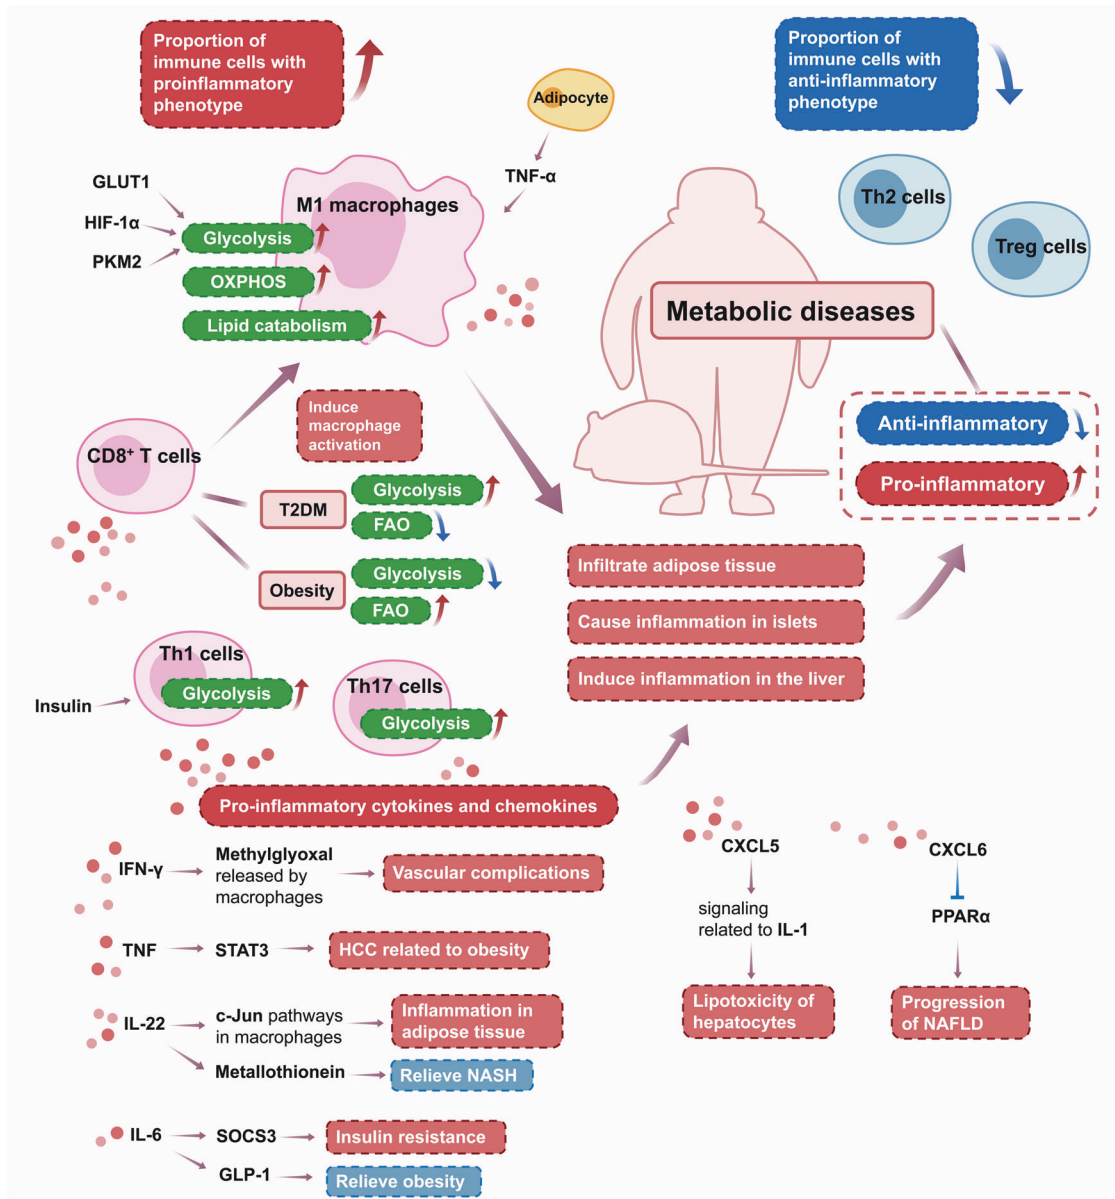 Proportion of
immune cells with
proinflammatory
phenotype
Adipocyte
TNF-α
Proportion of
immune cells with
anti-inflammatory
phenotype
Th2 cells
Treg cells
GLUT1
HIF-1α
PKM2
M1 macrophages
Glycolysis
OXPHOS
Lipid catabolism
Metabolic diseases
Anti-inflammatory
Pro-inflammatory
Induce
macrophage
activation
CD8⁺ T cells
T2DM
Glycolysis
FAO
Obesity
Glycolysis
FAO
Infiltrate adipose tissue
Cause inflammation in islets
Induce inflammation in the liver
Th1 cells
Glycolysis
Insulin
Th17 cells
Glycolysis
Pro-inflammatory cytokines and chemokines
IFN-γ
Methylglyoxal
released by
macrophages
Vascular complications
TNF
STAT3
HCC related to obesity
IL-22
c-Jun pathways
in macrophages
Inflammation in
adipose tissue
Metallothionein
Relieve NASH
IL-6
SOCS3
Insulin resistance
GLP-1
Relieve obesity
CXCL5
signaling
related to IL-1
Lipotoxicity of
hepatocytes
CXCL6
PPARα
Progression
of NAFLD